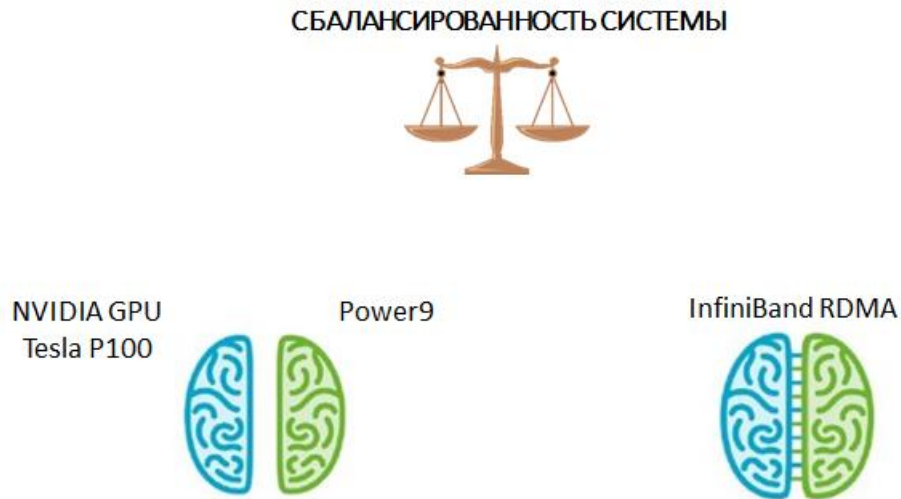 СБАЛАНСИРОВАННОСТЬ СИСТЕМЫ
NVIDIA GPU
Tesla P100
Power9
InfiniBand RDMA